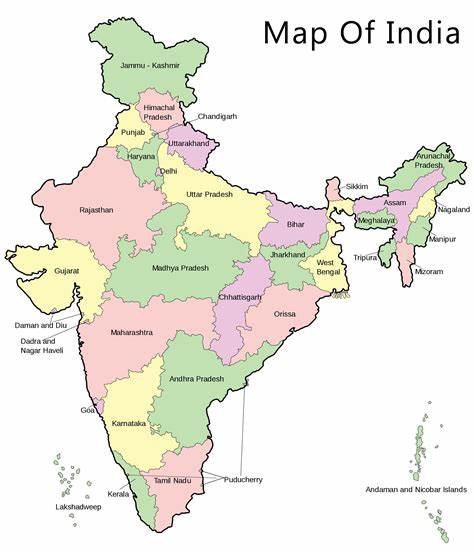 Map Of India
Jammu - Kashmir
Himachal
Pradesh
Chandigarh
Punjab
Uttarakhand
Haryana
Delhi
Arunachal
Pradesh
Sikkim
Uttar Pradesh
Rajasthan
Assam
Nagaland
Bihar
Meghalaya
Manipur
Jharkhand
West
Bengal
Tripura
Mizoram
Gujarat
Madhya Pradesh
Chhattisgarh
Orissa
Daman and Diu
Dadra and
Nagar Haveli
Maharashtra
Andhra Pradesh
Goa
Karnataka
Tamil Nadu
Puducherry
Kerala
Lakshadweep
Andaman and Nicobar Islands